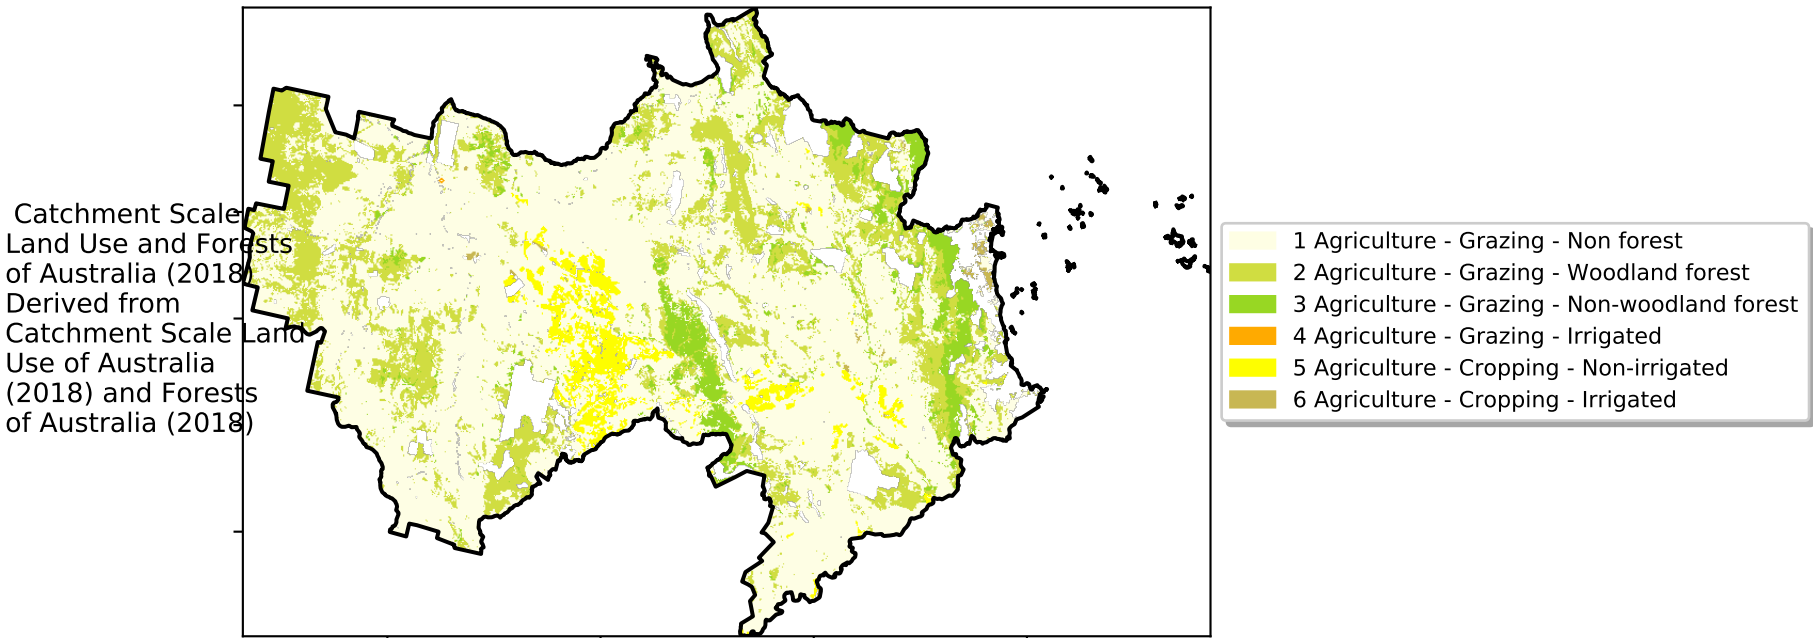 Catchment Scale
Land Use and Forests
of Australia (2018)
Derived from
Catchment Scale Land
Use of Australia
(2018) and Forests
of Australia (2018)
1 Agriculture - Grazing - Non forest
2 Agriculture - Grazing - Woodland forest
3 Agriculture - Grazing - Non-woodland forest
4 Agriculture - Grazing - Irrigated
5 Agriculture - Cropping - Non-irrigated
6 Agriculture - Cropping - Irrigated